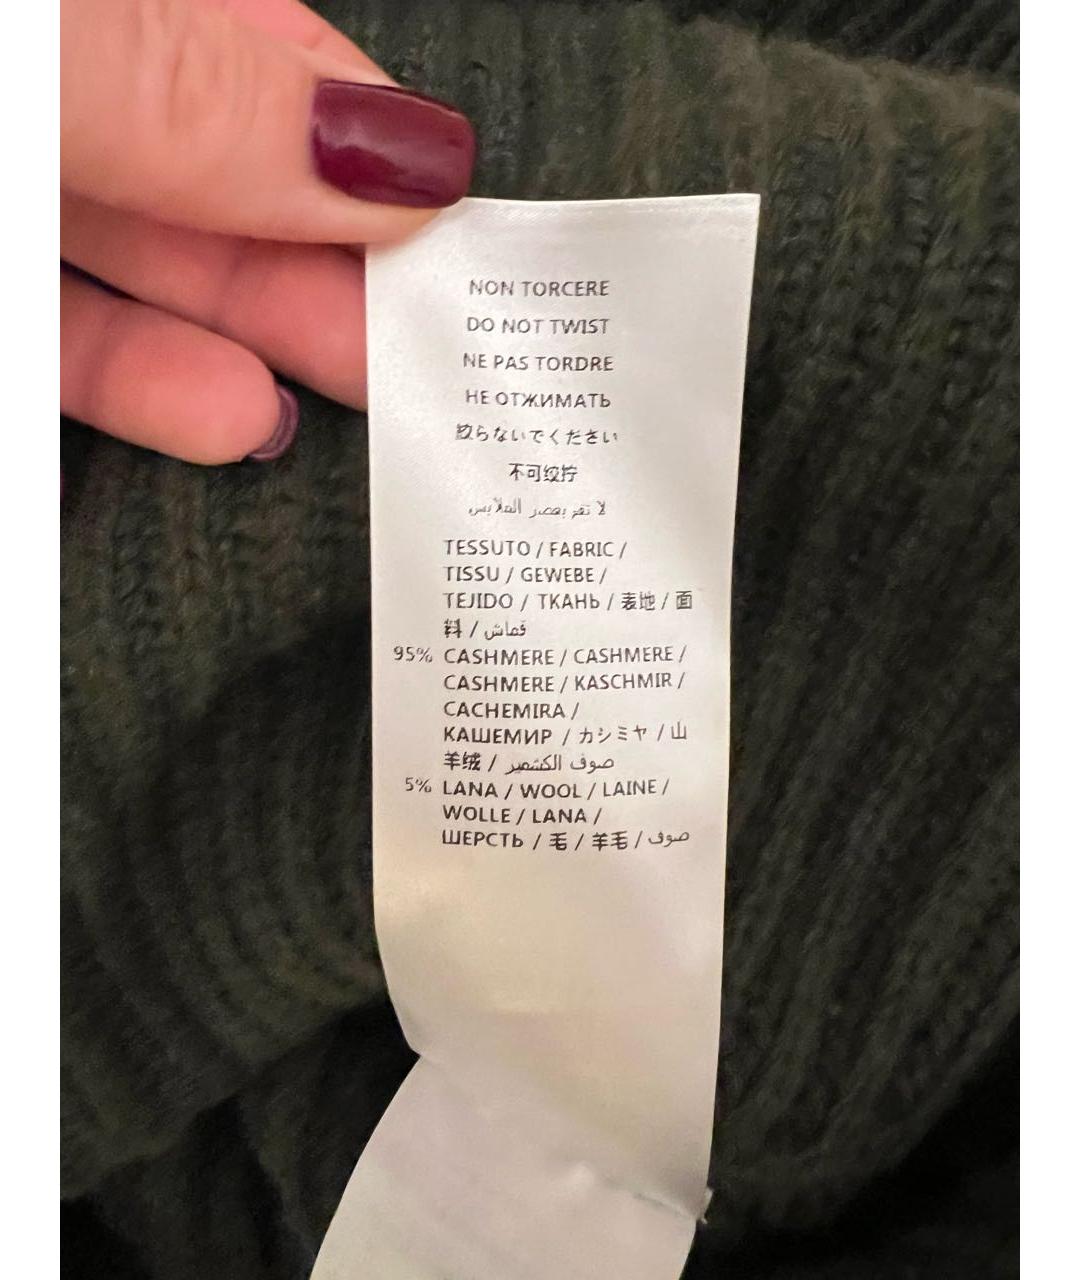 NON TORCERE
DO NOT TWIST
NE PAS TORDRE
НЕ ОТЖИМАТЬ
絞らないでください
不可绞拧
لا تقم بعصر الملابس
TESSUTO / FABRIC /
TISSU / GEWEBE /
TEJIDO / ТКАНЬ / 表地 / 面
料 / قماش
95% CASHMERE / CASHMERE /
CASHMERE / KASCHMIR /
CACHEMIRA /
КАШЕМИР / カシミヤ / 山
羊绒 / صوف الكشمير
5% LANA / WOOL / LAINE /
WOLLE / LANA /
ШЕРСТЬ / 毛 / 羊毛 / صوف